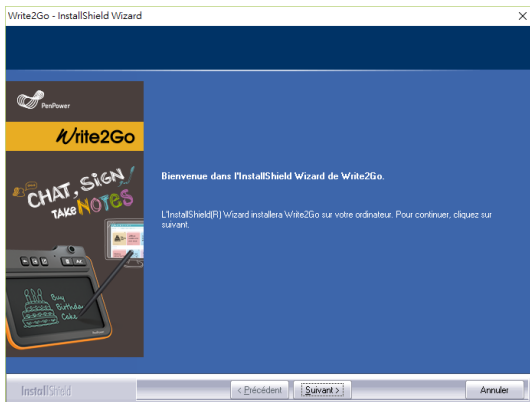 Write2Go - InstallShield Wizard
PenPower
Write2Go
CHAT, SIGN
TAKE NOTES
Buy
Birthday
Cake
Bienvenue dans l'InstallShield Wizard de Write2Go.
L'InstallShield(R) Wizard installera Write2Go sur votre ordinateur. Pour continuer, cliquez sur
suivant.
InstallShield
< Précédent
Suivant >
Annuler